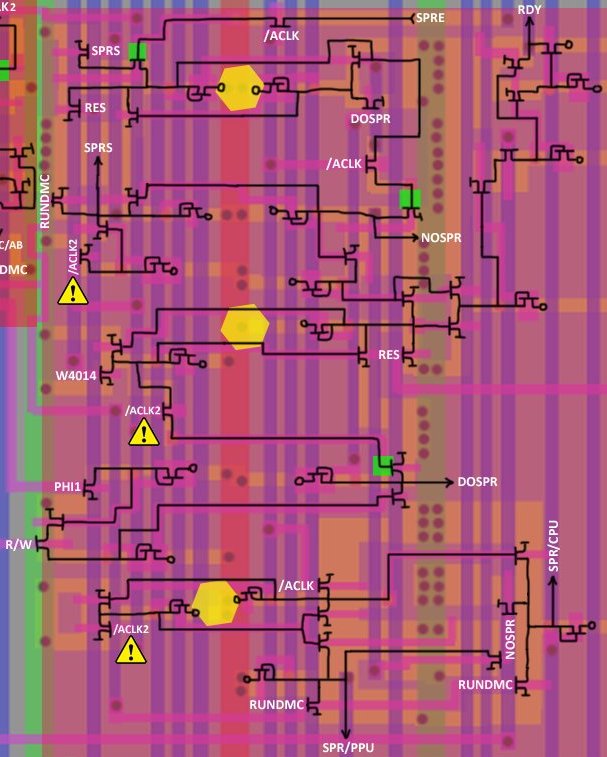 LK2
RDY
SPRE
/ACLK
SPRS
RES
DOSPR
SPRS
/ACLK
RUNDMC
NOSPR
C/AB
/ACLK2
DMC
RES
W4014
/ACLK2
DOSPR
PHI1
R/W
SPR/CPU
/ACLK
/ACLK2
NOSPR
RUNDMC
RUNDMC
SPR/PPU